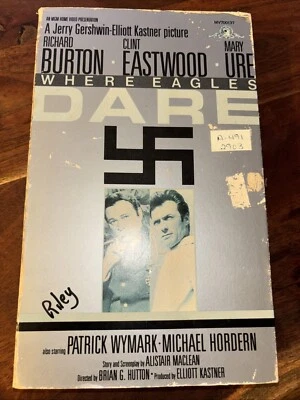 AN MGM HOME VIDEO PRESENTATION
A Jerry Gershwin-Elliott Kastner picture
RICHARD CLINT MARY
BURTON · EASTWOOD · URE
WHERE EAGLES
DARE
Riley
also starring PATRICK WYMARK · MICHAEL HORDERN
Story and Screenplay by ALISTAIR MACLEAN
Directed by BRIAN G. HUTTON · Produced by ELLIOTT KASTNER